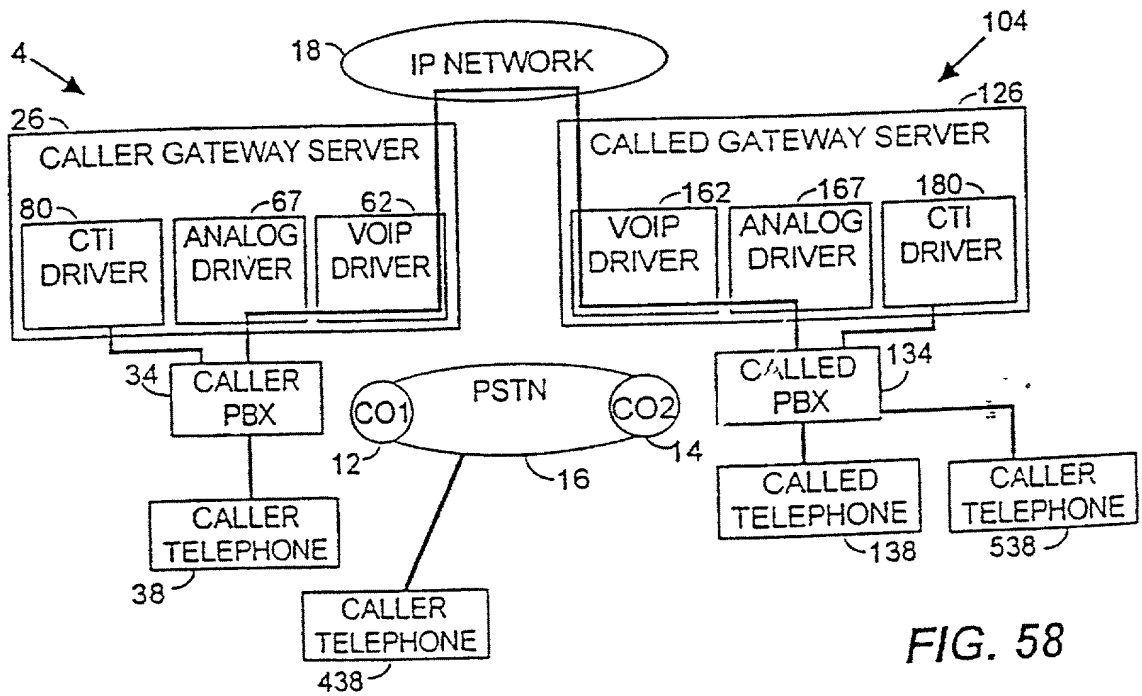 4
18
IP NETWORK
104
26
126
CALLER GATEWAY SERVER
CALLED GATEWAY SERVER
80
67
62
162
167
180
CTI
DRIVER
ANALOG
DRIVER
VOIP
DRIVER
VOIP
DRIVER
ANALOG
DRIVER
CTI
DRIVER
34
CALLER
PBX
CO1
PSTN
CO2
CALLED
PBX
134
12
16
14
CALLER
TELEPHONE
38
CALLED
TELEPHONE
138
CALLER
TELEPHONE
538
CALLER
TELEPHONE
438
FIG. 58